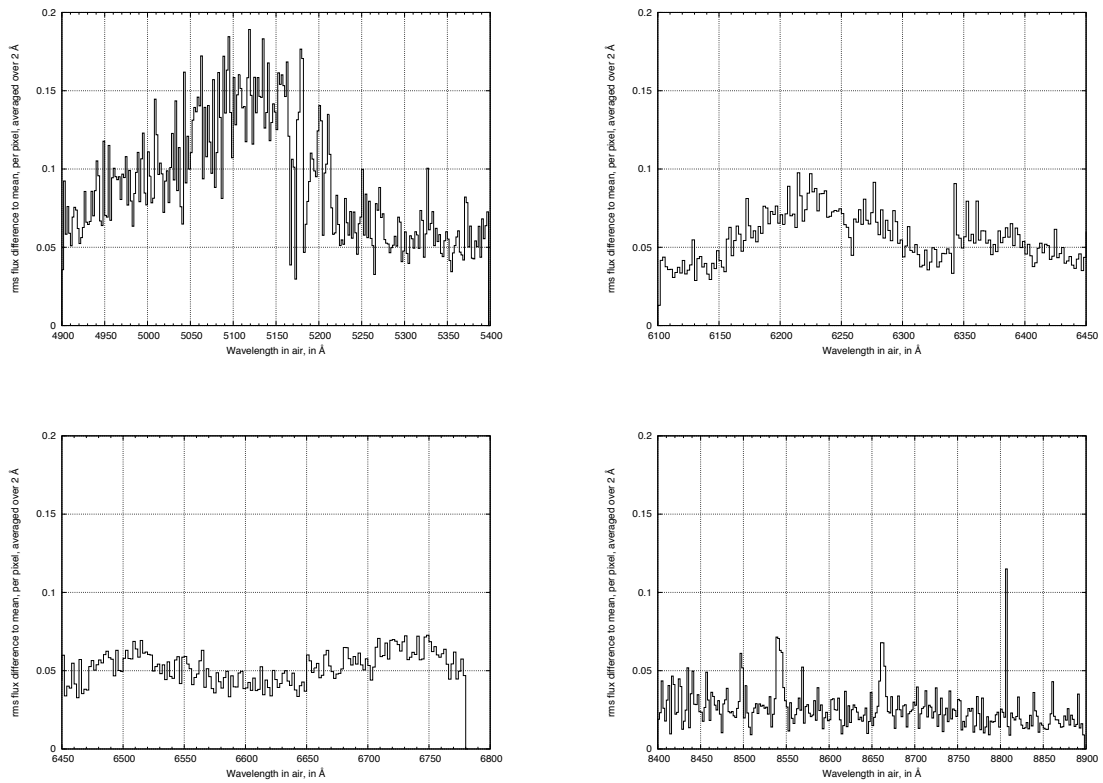 rms flux difference to mean, per pixel, averaged over 2 Å
0.2
0.15
0.1
0.05
0
4900 4950 5000 5050 5100 5150 5200 5250 5300 5350 5400
Wavelength in air, in Å
rms flux difference to mean, per pixel, averaged over 2 Å
0.2
0.15
0.1
0.05
0
6100 6150 6200 6250 6300 6350 6400 6450
Wavelength in air, in Å
rms flux difference to mean, per pixel, averaged over 2 Å
0.2
0.15
0.1
0.05
0
6450 6500 6550 6600 6650 6700 6750 6800
Wavelength in air, in Å
rms flux difference to mean, per pixel, averaged over 2 Å
0.2
0.15
0.1
0.05
0
8400 8450 8500 8550 8600 8650 8700 8750 8800 8850 8900
Wavelength in air, in Å